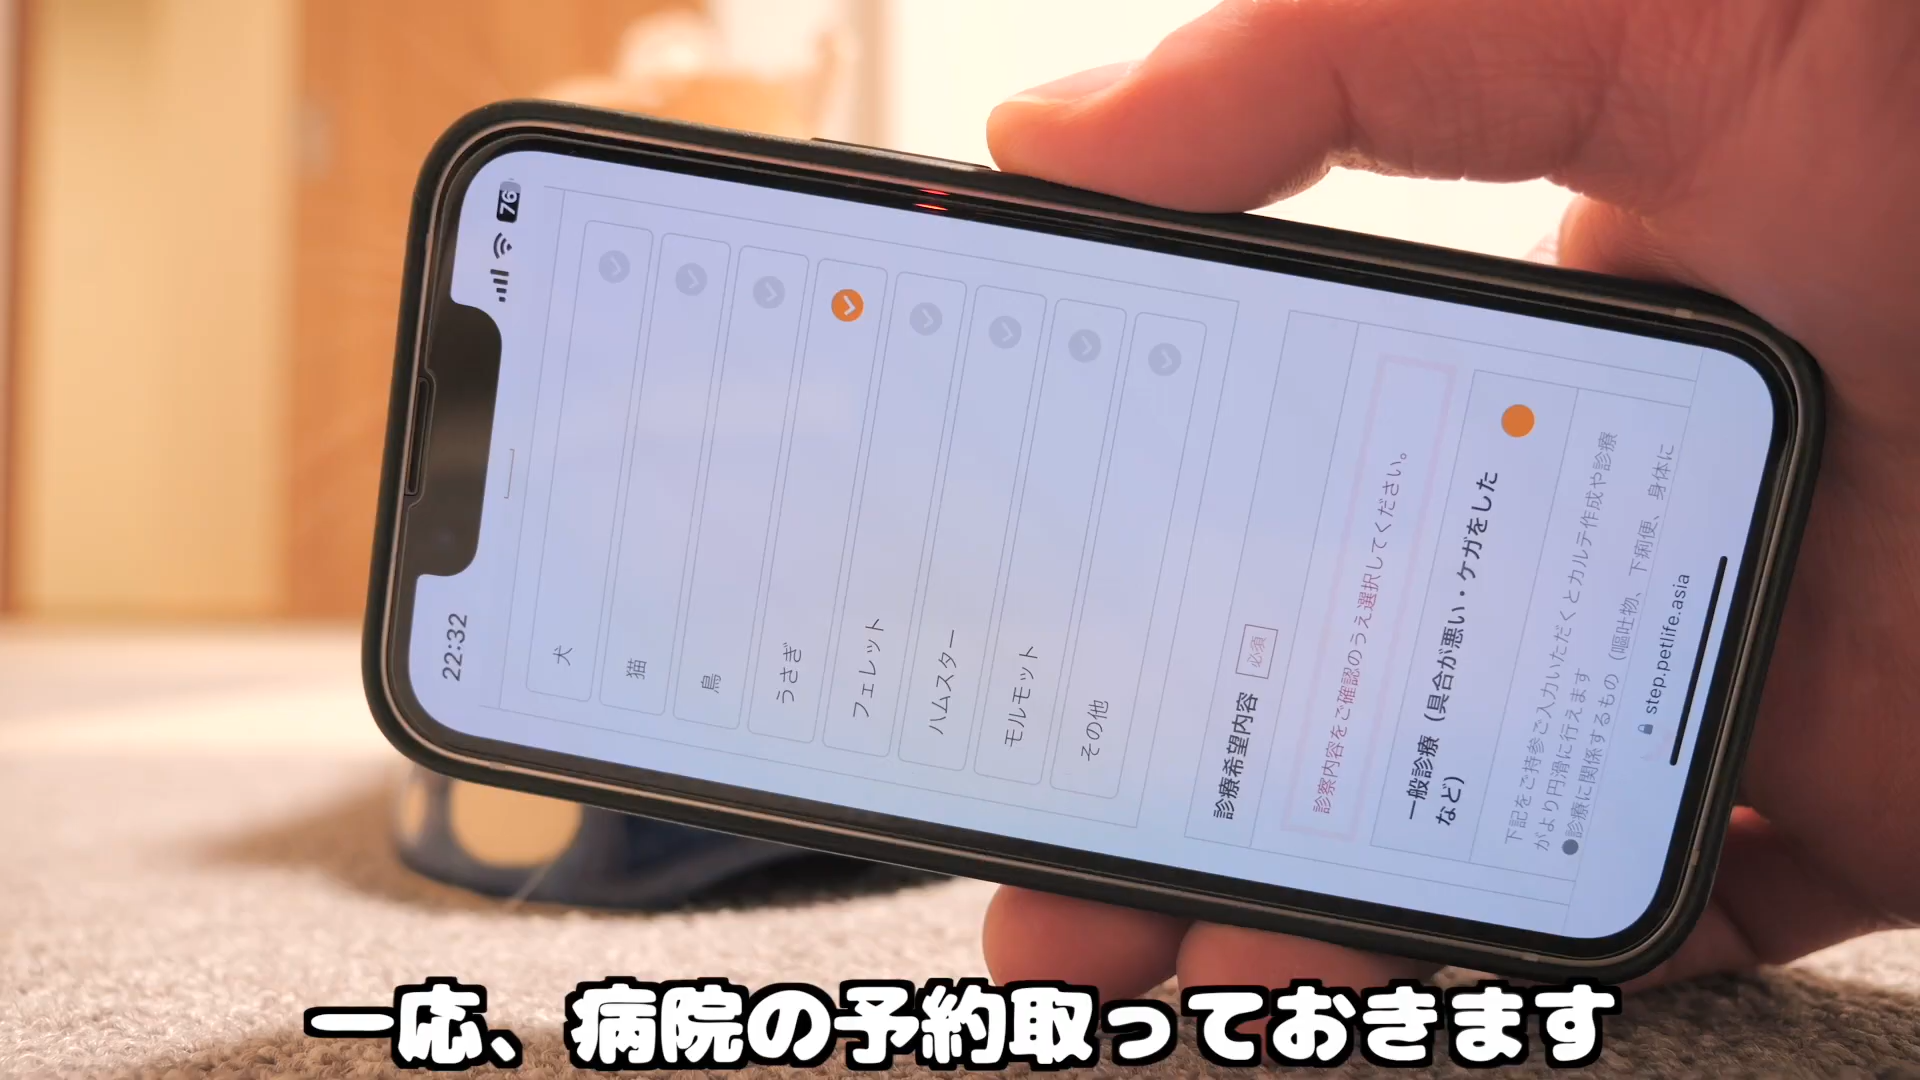 22:32
76
犬
猫
鳥
うさぎ
フェレット
ハムスター
モルモット
その他
診療希望内容 必須
診察内容をご確認のうえ選択してください。
一般診療（具合が悪い・ケガをした
など）
下記をご持参ご入力いただくとカルテ作成や診療
がより円滑に行えます
●診療に関係するもの（嘔吐物、下痢便、身体に
step.petlife.asia
一応、病院の予約取っておきます